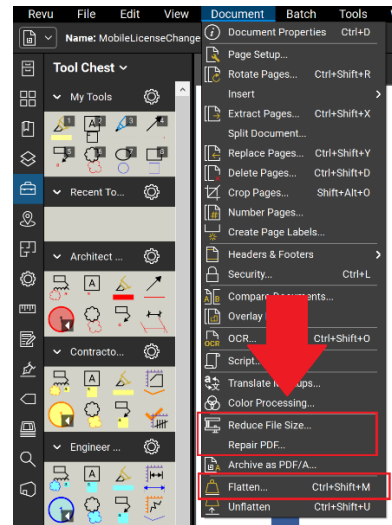 Revu File Edit View Document Batch Tools
Name: MobileLicenseChange
Tool Chest
My Tools
Recent To...
Architect ...
Contracto...
Engineer ...
Document Properties Ctrl+D
Page Setup...
Rotate Pages... Ctrl+Shift+R
Insert
Extract Pages... Ctrl+Shift+X
Split Document...
Replace Pages... Ctrl+Shift+Y
Delete Pages... Ctrl+Shift+D
Crop Pages... Shift+Alt+O
Number Pages...
Create Page Labels...
Headers & Footers
Security... Ctrl+L
Compare Documents...
Overlay
OCR... Ctrl+Shift+O
Script...
Translate M ups...
Color Processing...
Reduce File Size...
Repair PDF...
Archive as PDF/A...
Flatten... Ctrl+Shift+M
Unflatten Ctrl+Shift+U